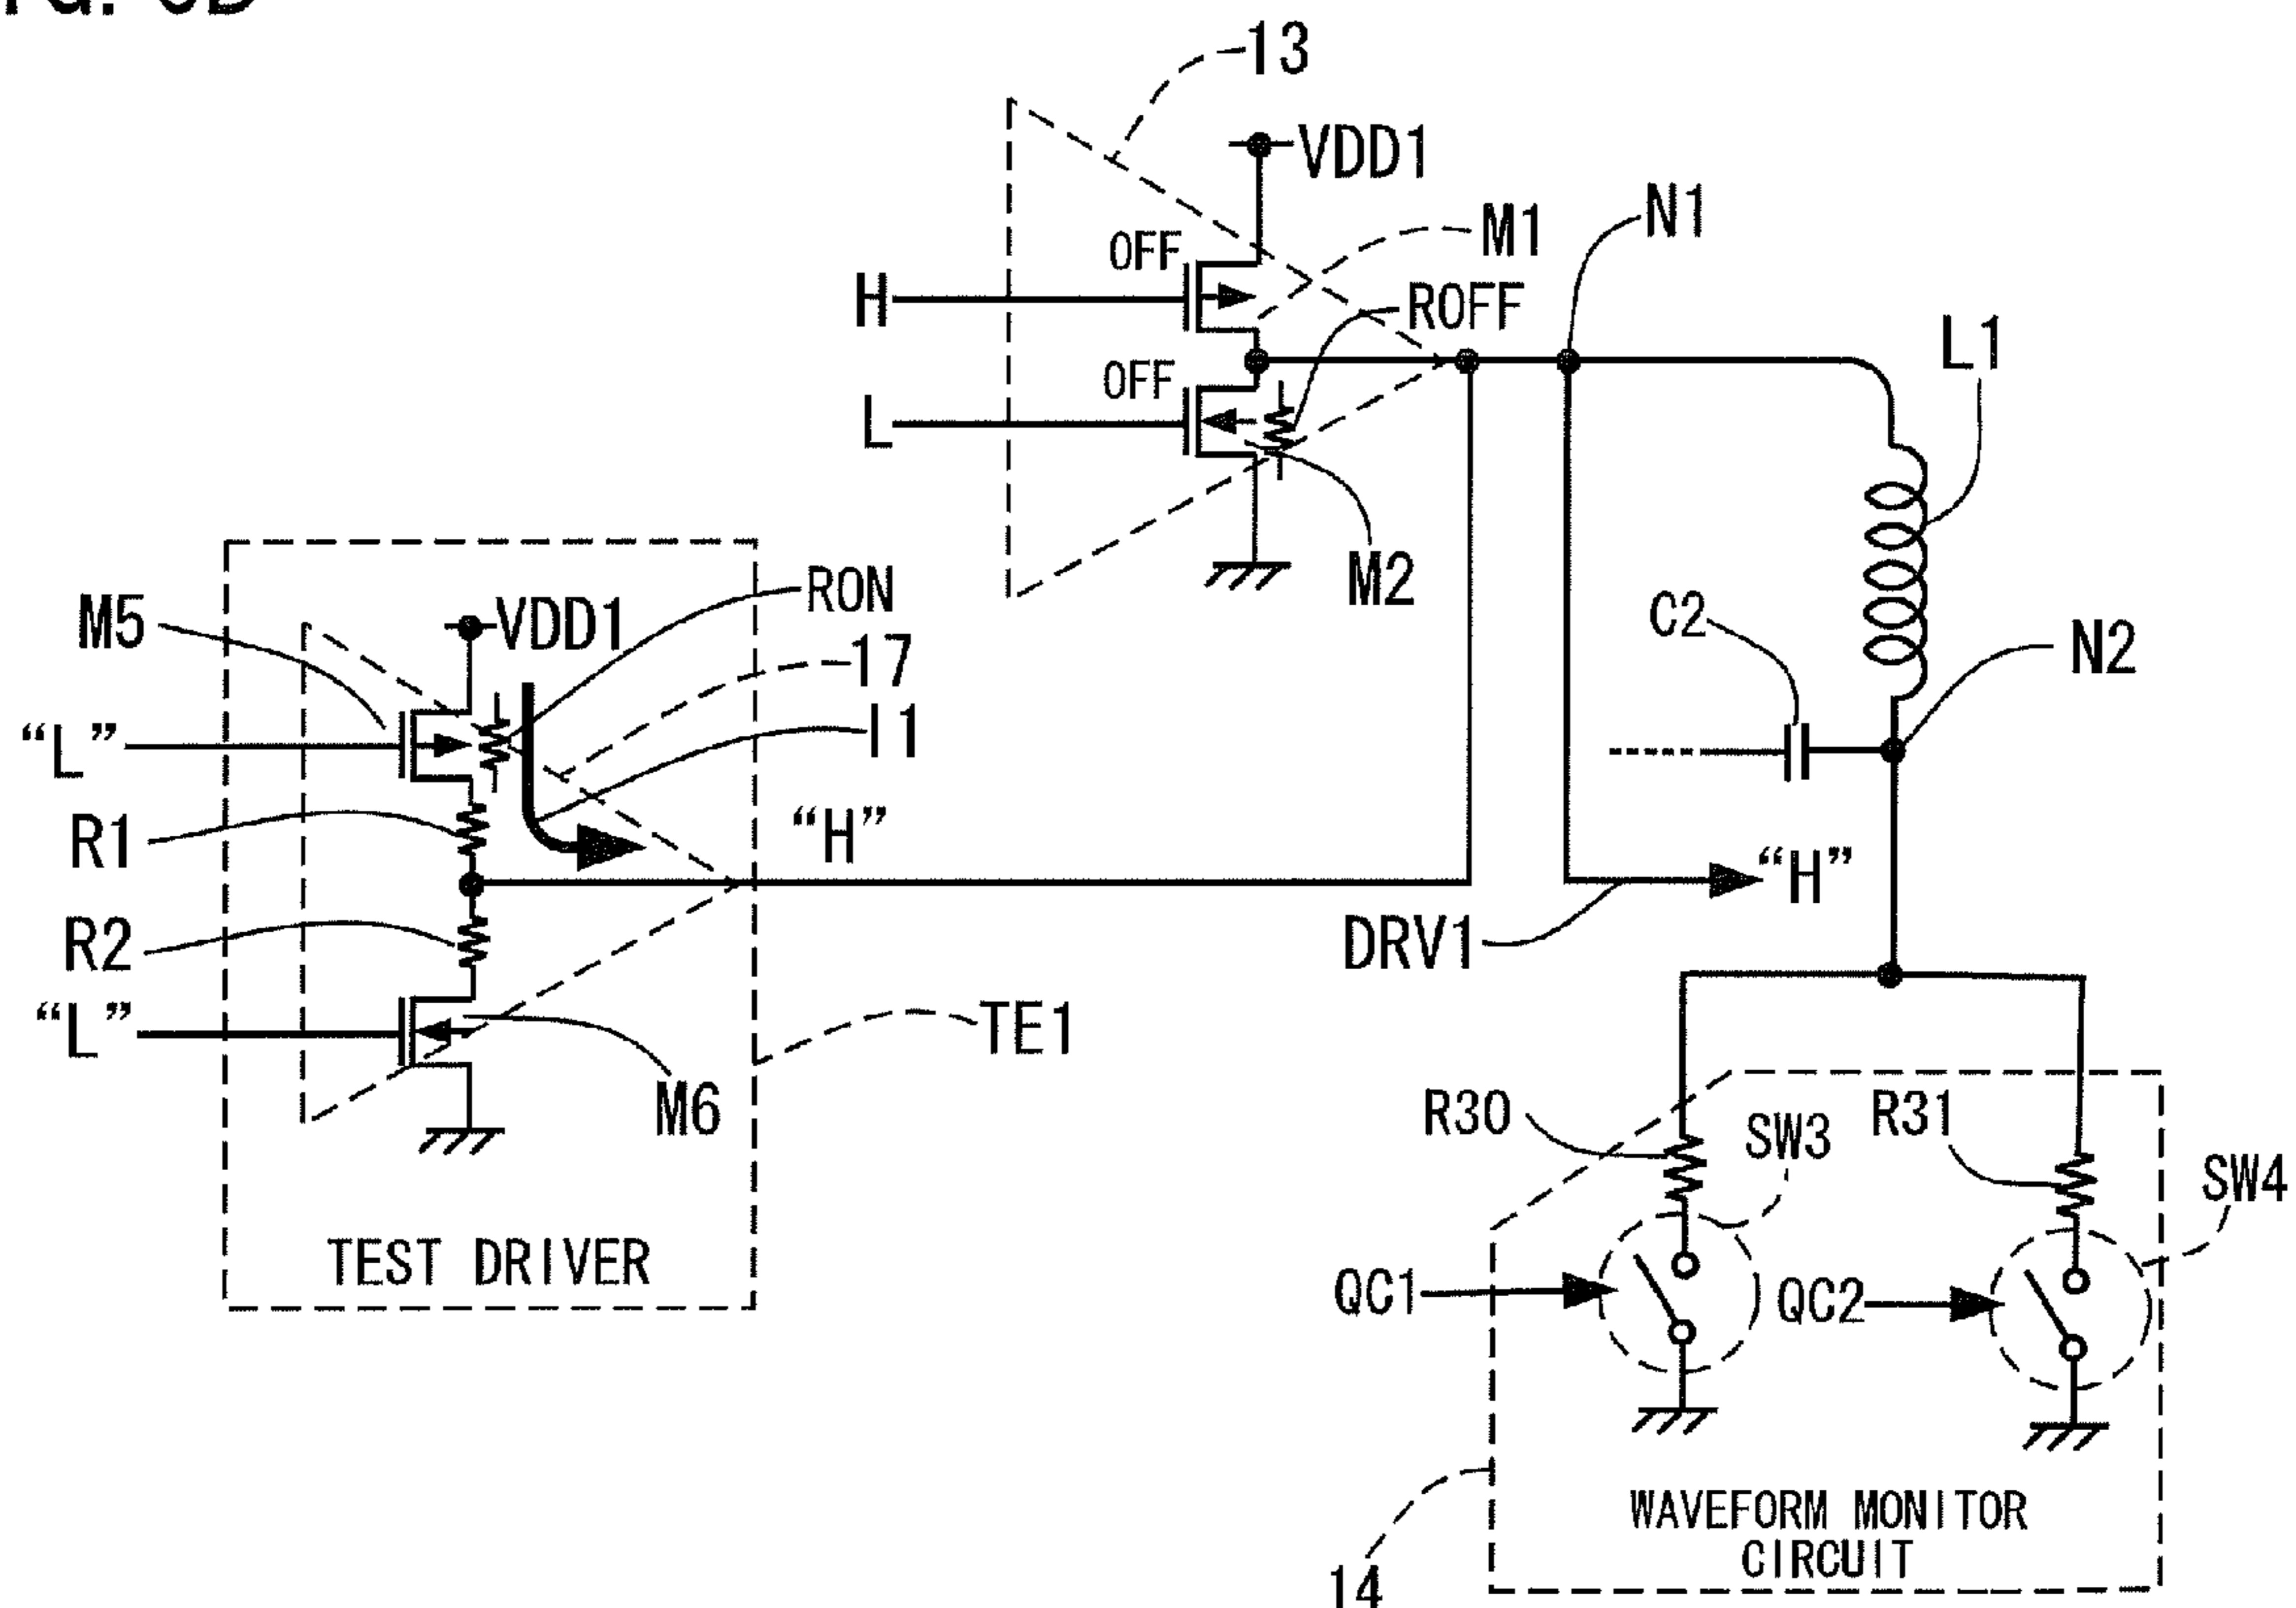 13
VDD1
N1
M1
OFF
H
ROFF
L1
OFF
L
M2
RON
M5
VDD1
17
C2
N2
I1
“L”
R1
“H”
“H”
R2
DRV1
“L”
TE1
M6
R30
SW3
R31
SW4
TEST DRIVER
QC1
QC2
WAVEFORM MONITOR
CIRCUIT
14